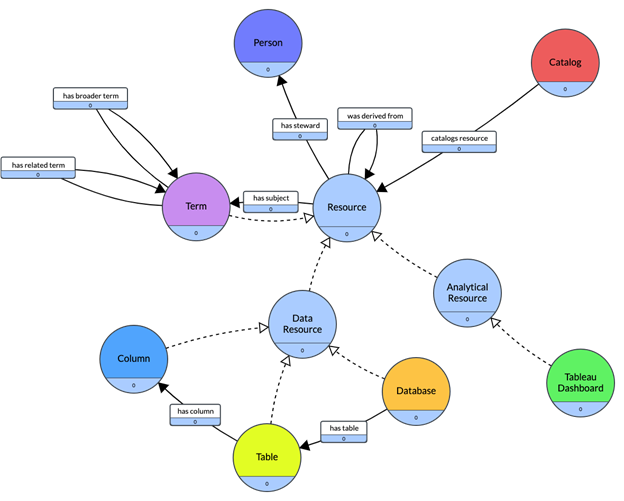 Person
0
Catalog
0
has broader term
0
was derived from
0
has steward
0
catalogs resource
0
has related term
0
Term
0
has subject
0
Resource
0
Analytical
Resource
0
Data
Resource
0
Column
0
Tableau
Dashboard
0
Database
0
has column
0
has table
0
Table
0